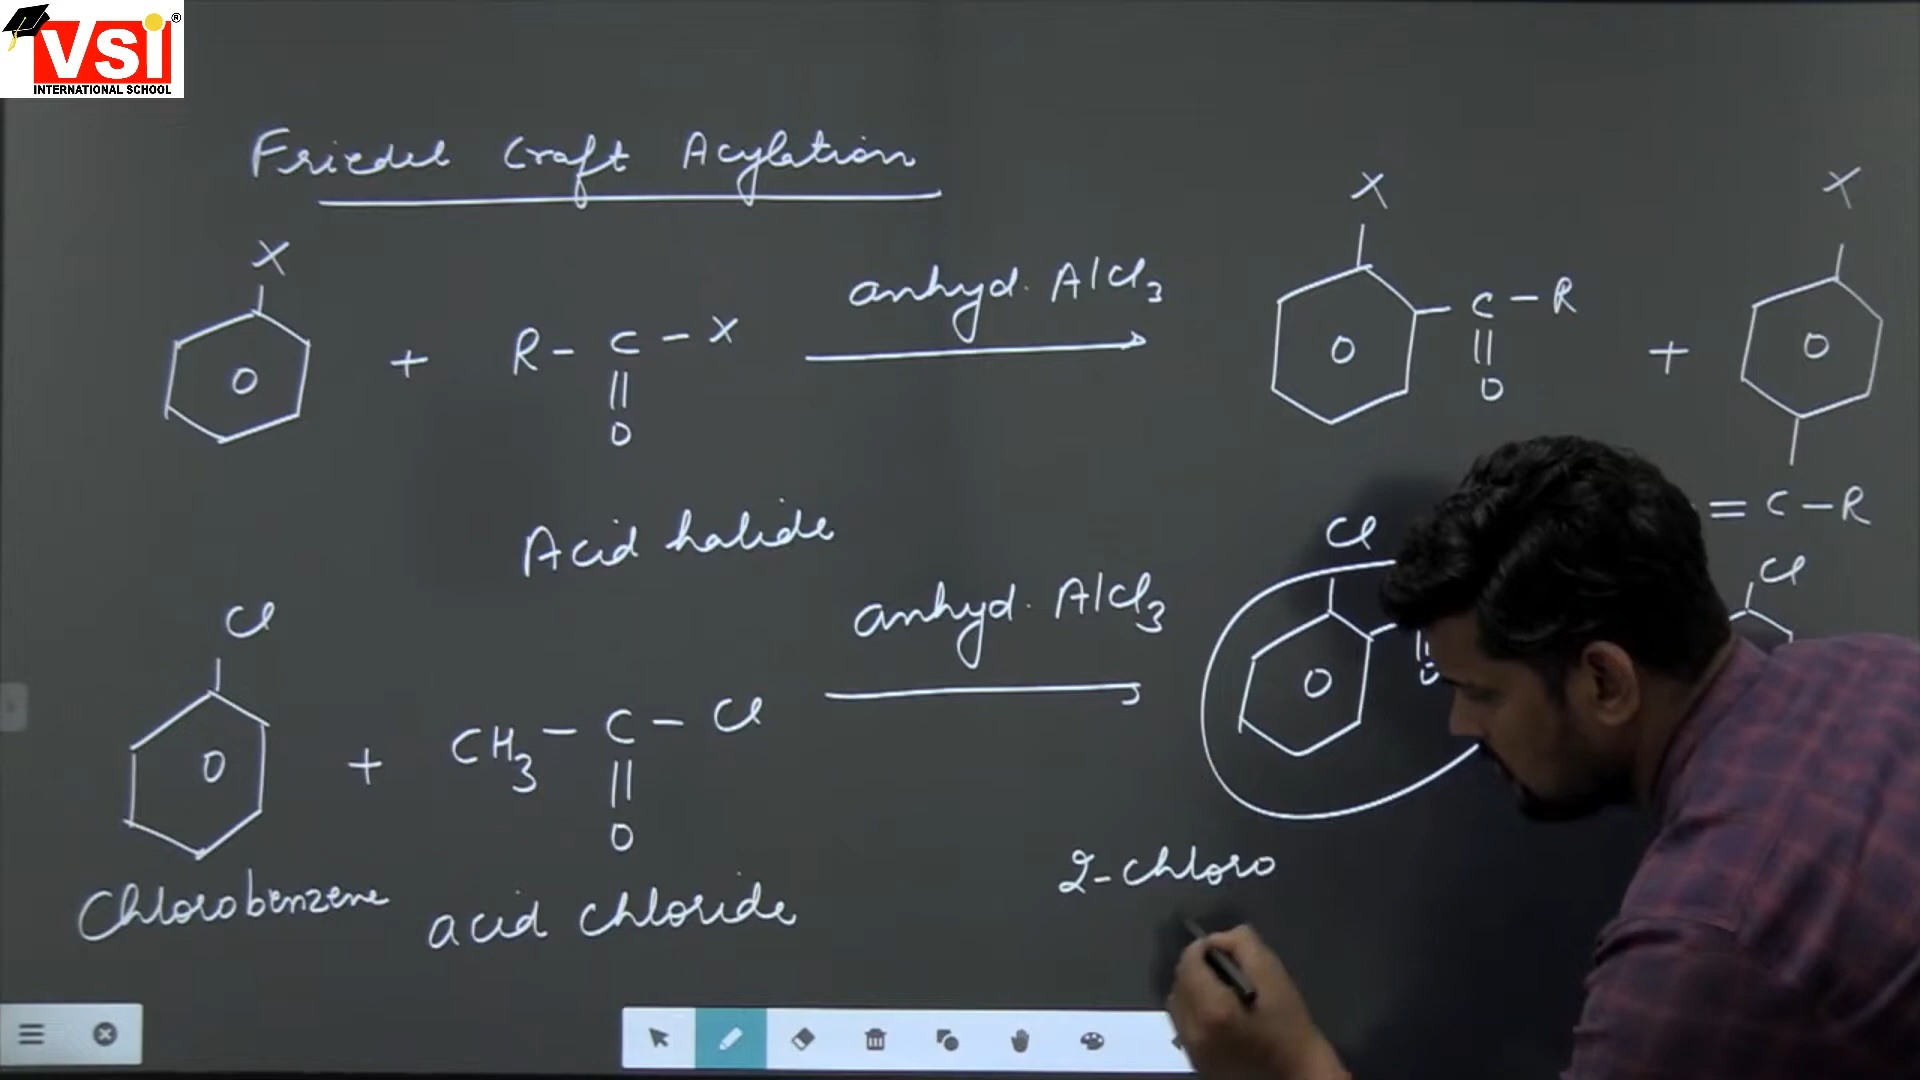 VSI®
INTERNATIONAL SCHOOL
Friedel Craft Acylation
X
O
+
R - C - X
||
O
anhyd. AlCl3
X
O
C - R
||
O
+
X
O
= C - R
Acid halide
Cl
O
+
CH3 - C - Cl
||
O
anhyd. AlCl3
Cl
O
||
O
Cl
Chlorobenzene
acid chloride
2-chloro